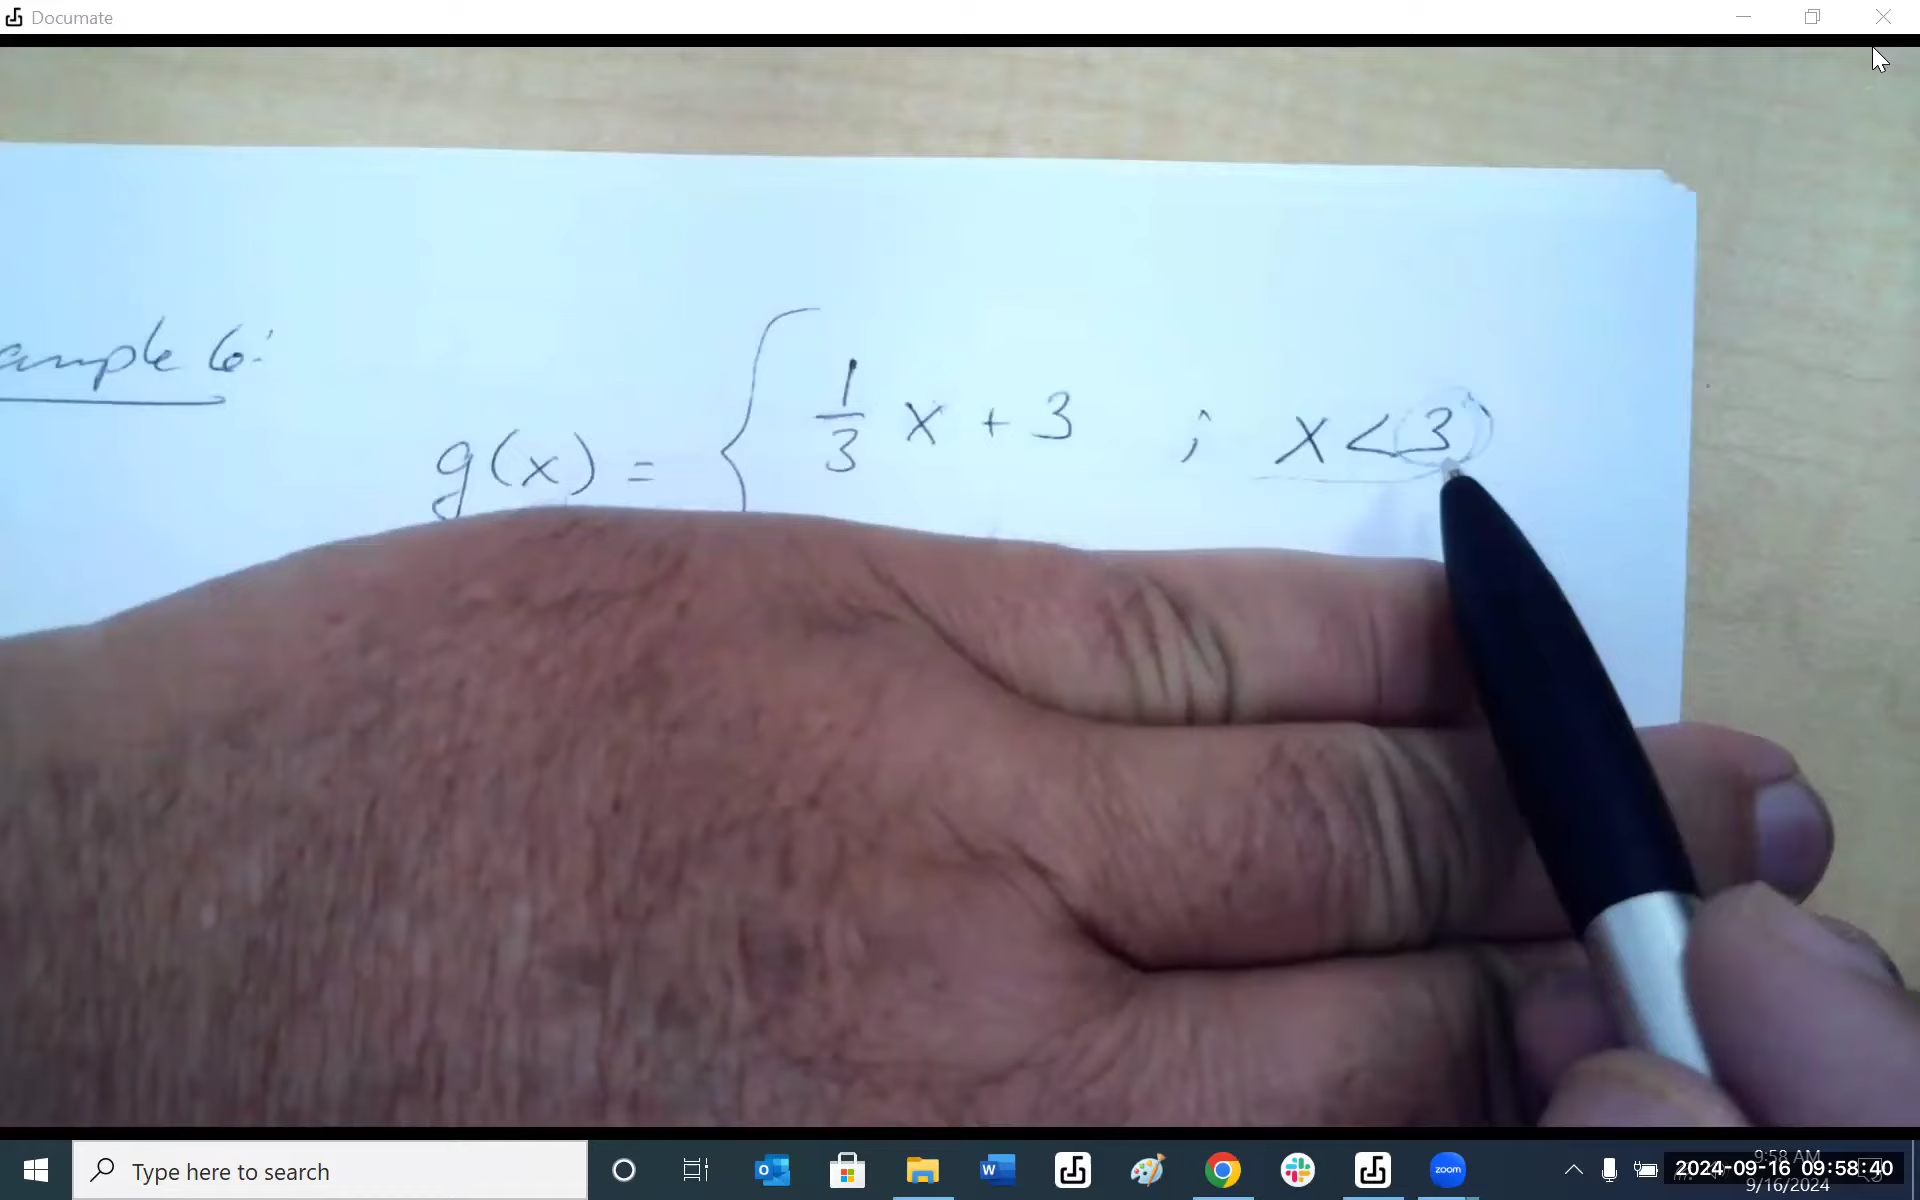 Documate
ample 6:
g(x) = { 1/3 x + 3 ; x < 3
Type here to search
zoom
9:58 AM
2024-09-16 09:58:40
9/16/2024